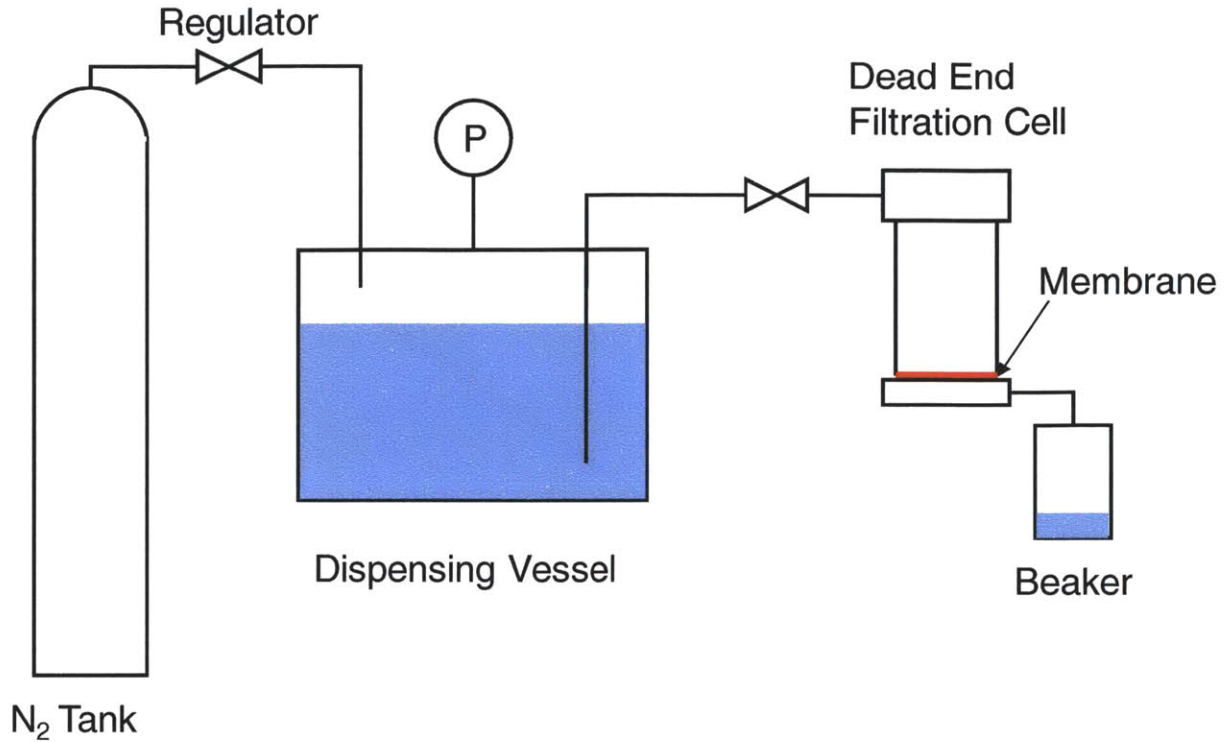 Regulator
P
Dead End
Filtration Cell
Membrane
Dispensing Vessel
Beaker
N₂ Tank